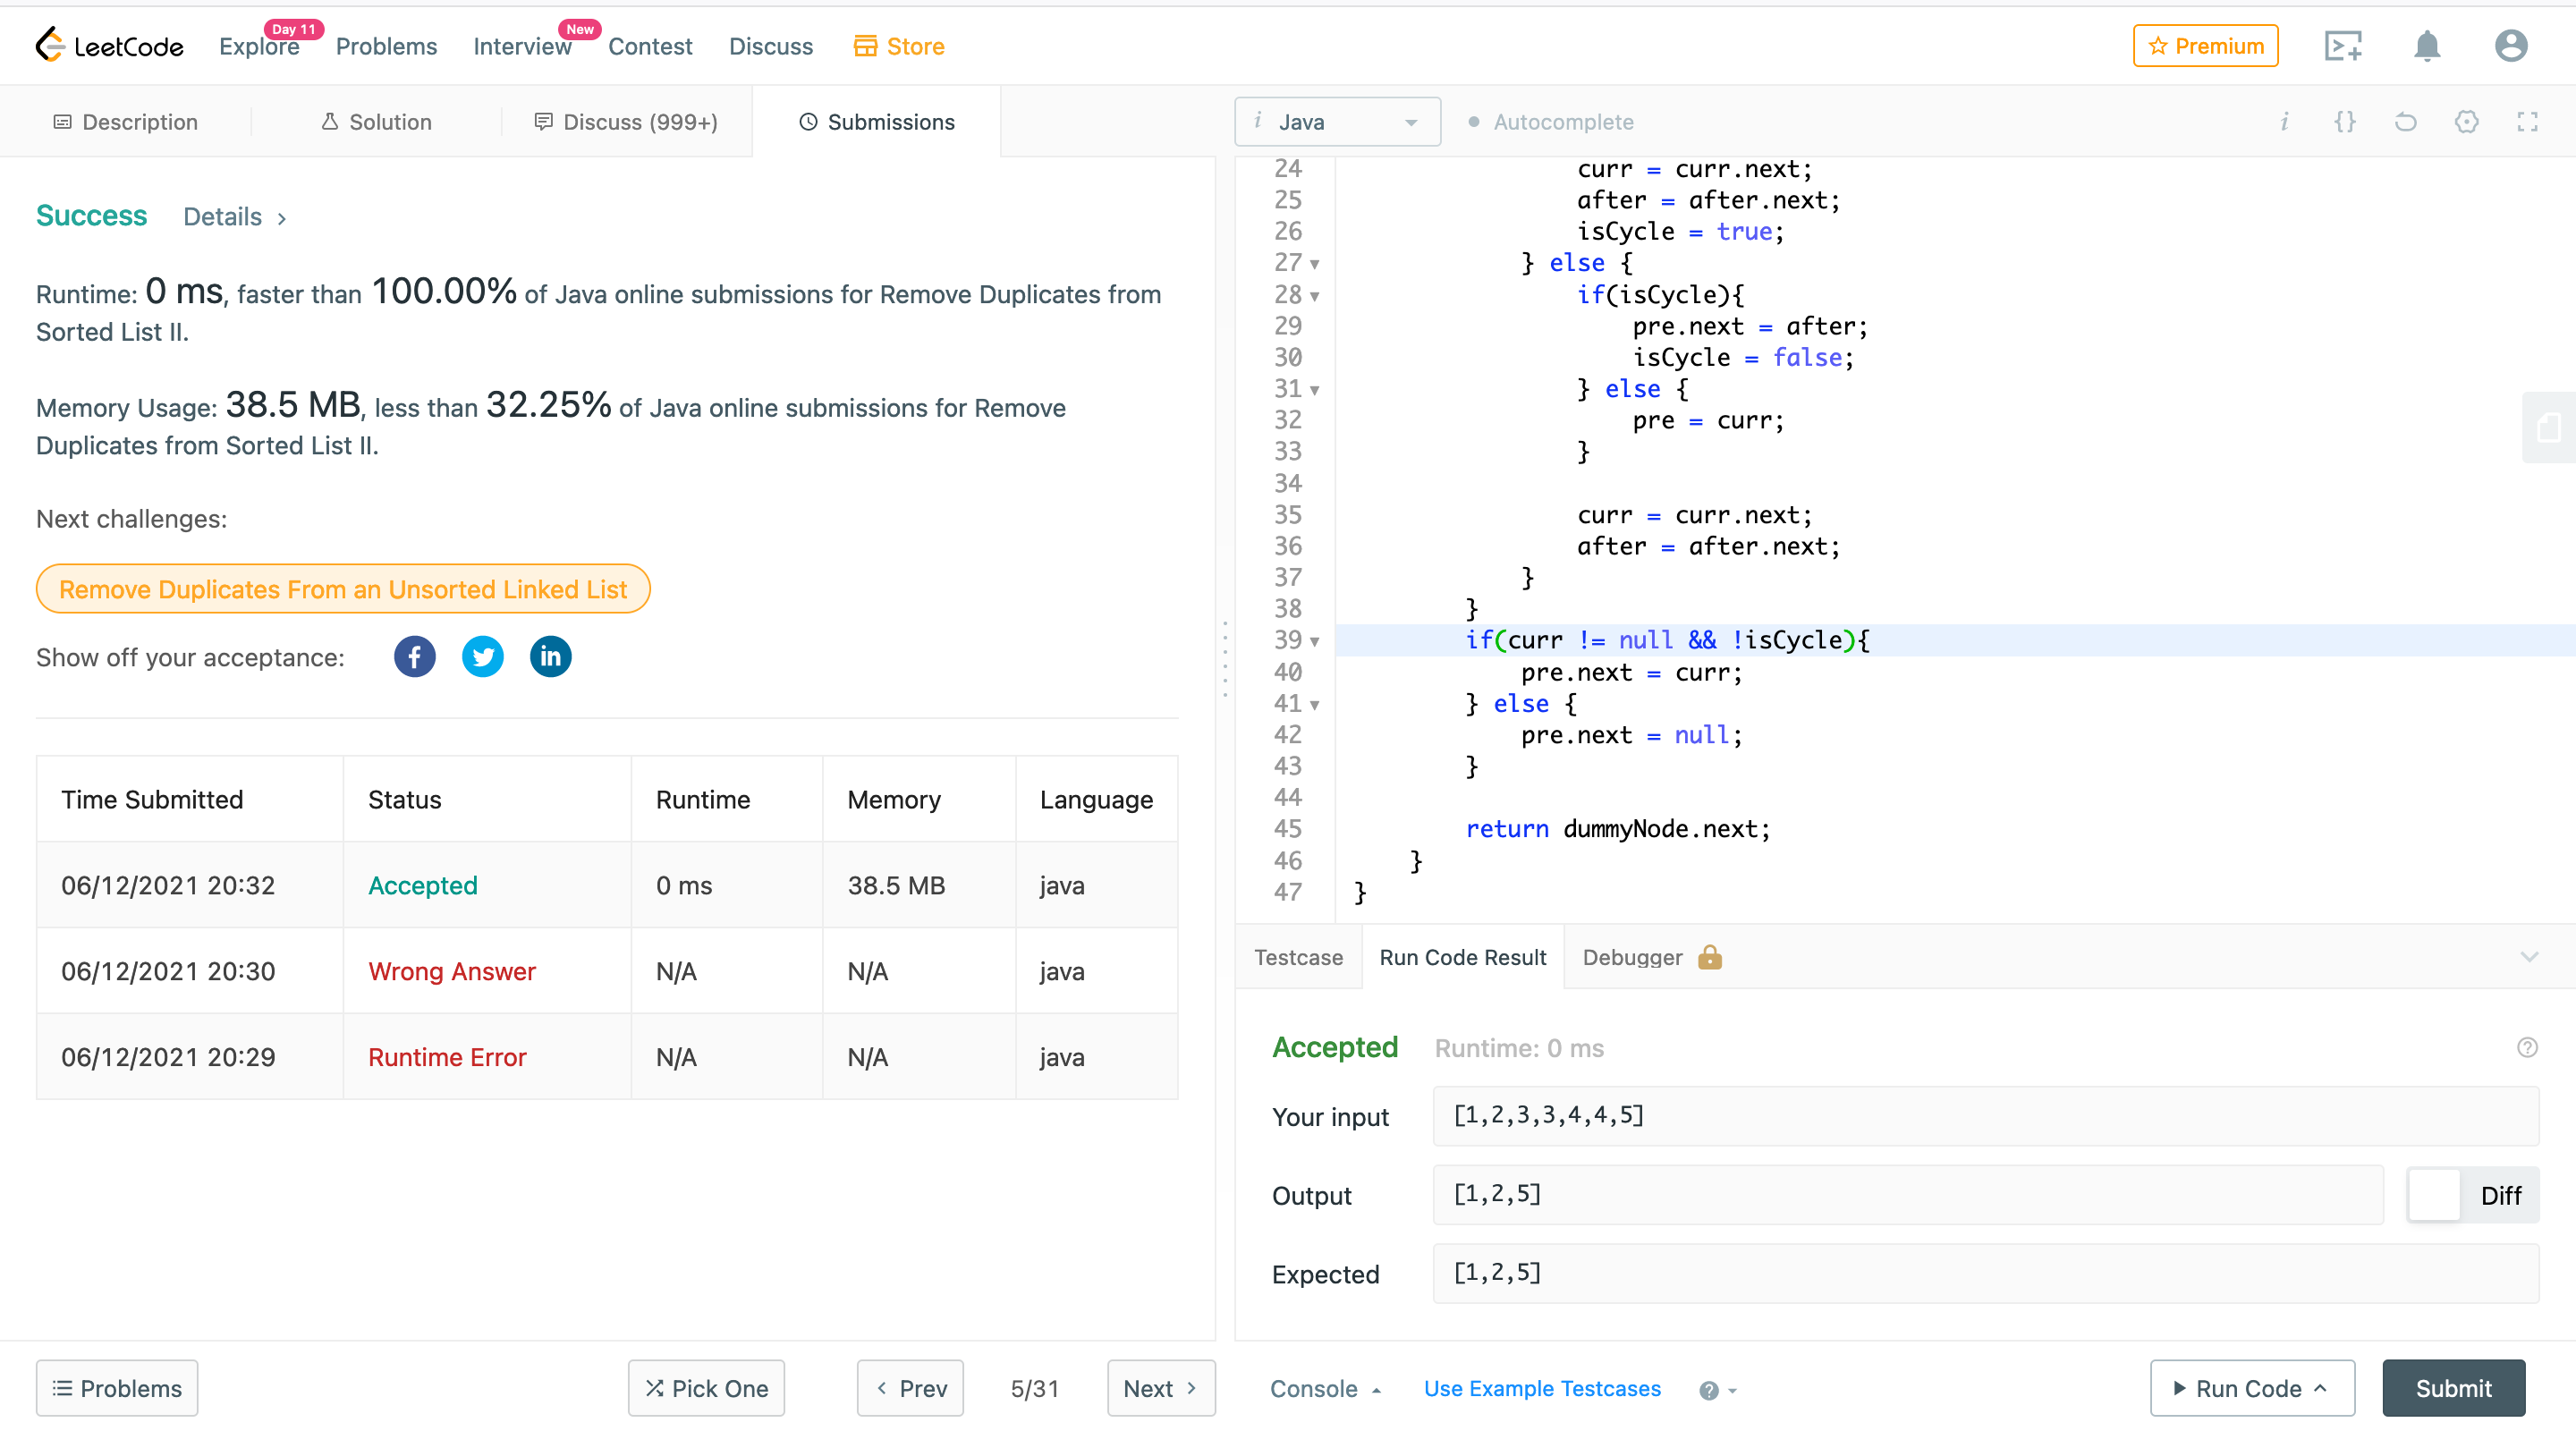 LeetCode
Explore
Day 11
Problems
Interview
New
Contest
Discuss
Store
Premium
Description
Solution
Discuss (999+)
Submissions
i Java
Autocomplete
i
{}
Success
Details >
Runtime: 0 ms, faster than 100.00% of Java online submissions for Remove Duplicates from
Sorted List II.
Memory Usage: 38.5 MB, less than 32.25% of Java online submissions for Remove
Duplicates from Sorted List II.
Next challenges:
Remove Duplicates From an Unsorted Linked List
Show off your acceptance:
f
in
Time Submitted Status Runtime Memory Language
06/12/2021 20:32 Accepted 0 ms 38.5 MB java
06/12/2021 20:30 Wrong Answer N/A N/A java
06/12/2021 20:29 Runtime Error N/A N/A java
24 curr = curr.next;
25 after = after.next;
26 isCycle = true;
27 } else {
28 if(isCycle){
29 pre.next = after;
30 isCycle = false;
31 } else {
32 pre = curr;
33 }
34
35 curr = curr.next;
36 after = after.next;
37 }
38 }
39 if(curr != null && !isCycle){
40 pre.next = curr;
41 } else {
42 pre.next = null;
43 }
44
45 return dummyNode.next;
46 }
47 }
Testcase
Run Code Result
Debugger
Accepted
Runtime: 0 ms
?
Your input
[1,2,3,3,4,4,5]
Output
[1,2,5]
Diff
Expected
[1,2,5]
Problems
Pick One
< Prev
5/31
Next >
Console
Use Example Testcases
?
Run Code
Submit